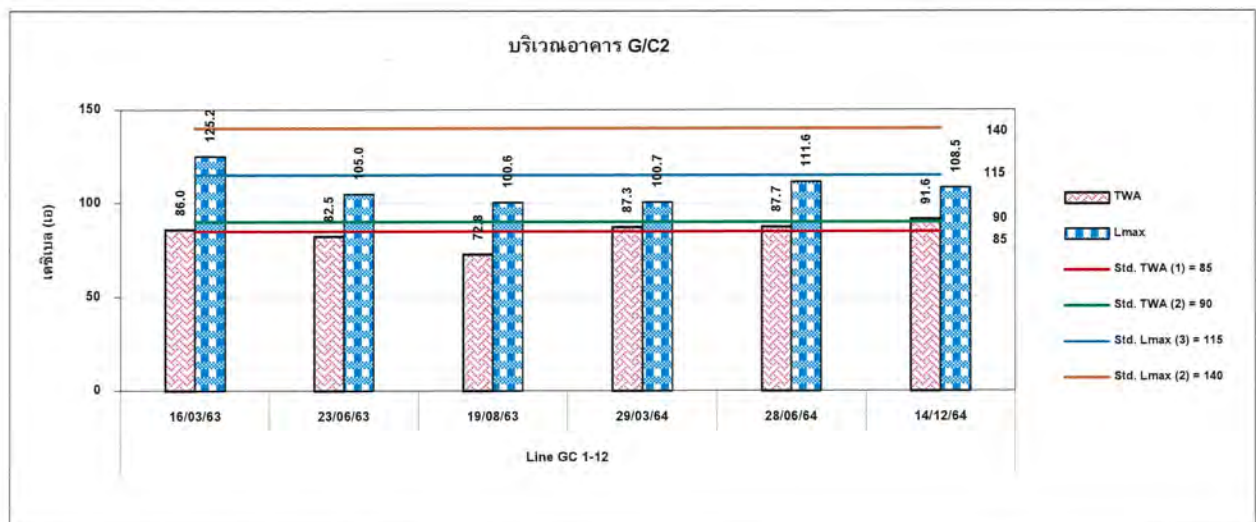 บริเวณอาคาร G/C2
เดซิเบล (เอ)
150
100
50
0
86.0
125.2
82.5
105.0
72.8
100.6
87.3
100.7
87.7
111.6
91.6
108.5
140
115
90
85
16/03/63
23/06/63
19/08/63
29/03/64
28/06/64
14/12/64
Line GC 1-12
TWA
Lmax
Std. TWA (1) = 85
Std. TWA (2) = 90
Std. Lmax (3) = 115
Std. Lmax (2) = 140